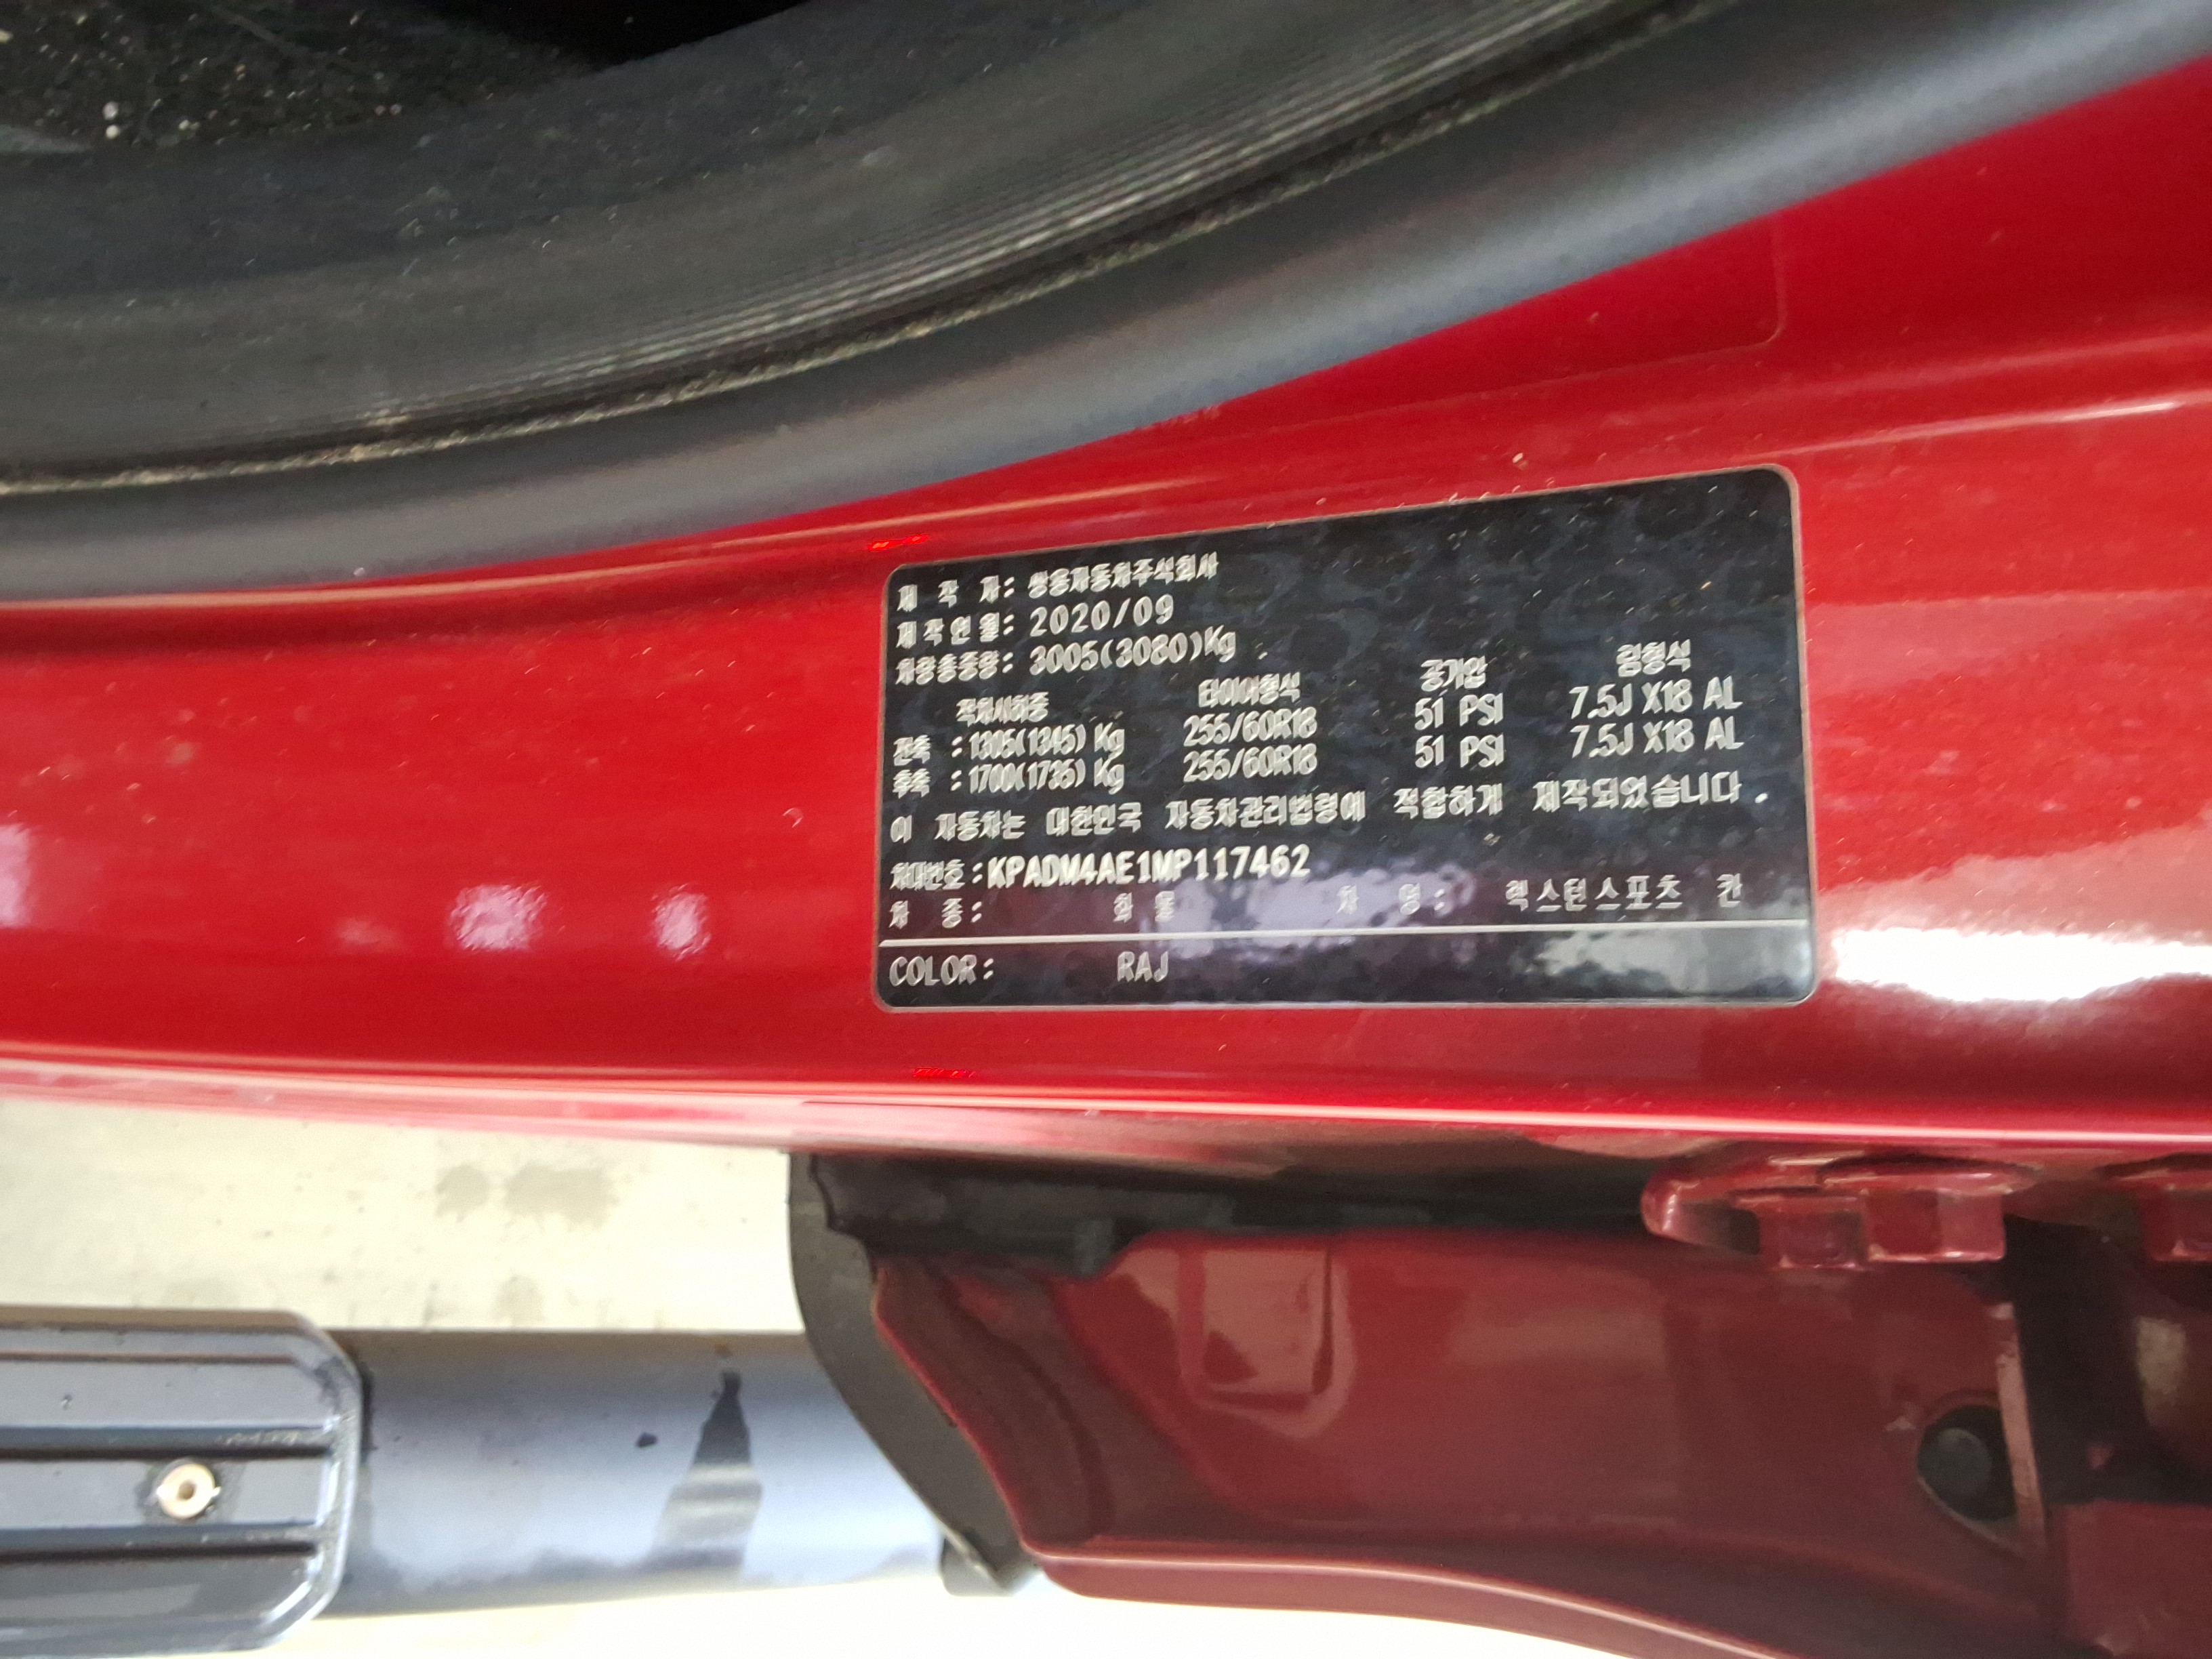 제 작 자: 쌍용자동차주식회사
제작연월: 2020/09
차량총중량: 3005(3080)Kg
적차시하중 타이어형식 공기압 림형식
전축 :1305(1345) Kg 255/60R18 51 PSI 7.5J X18 AL
후축 :1700(1735) Kg 255/60R18 51 PSI 7.5J X18 AL
이 자동차는 대한민국 자동차관리법령에 적합하게 제작되었습니다.
차대번호:KPADM4AE1MP117462
차 종: 화 물 차 명: 렉스턴스포츠 칸
COLOR: RAJ